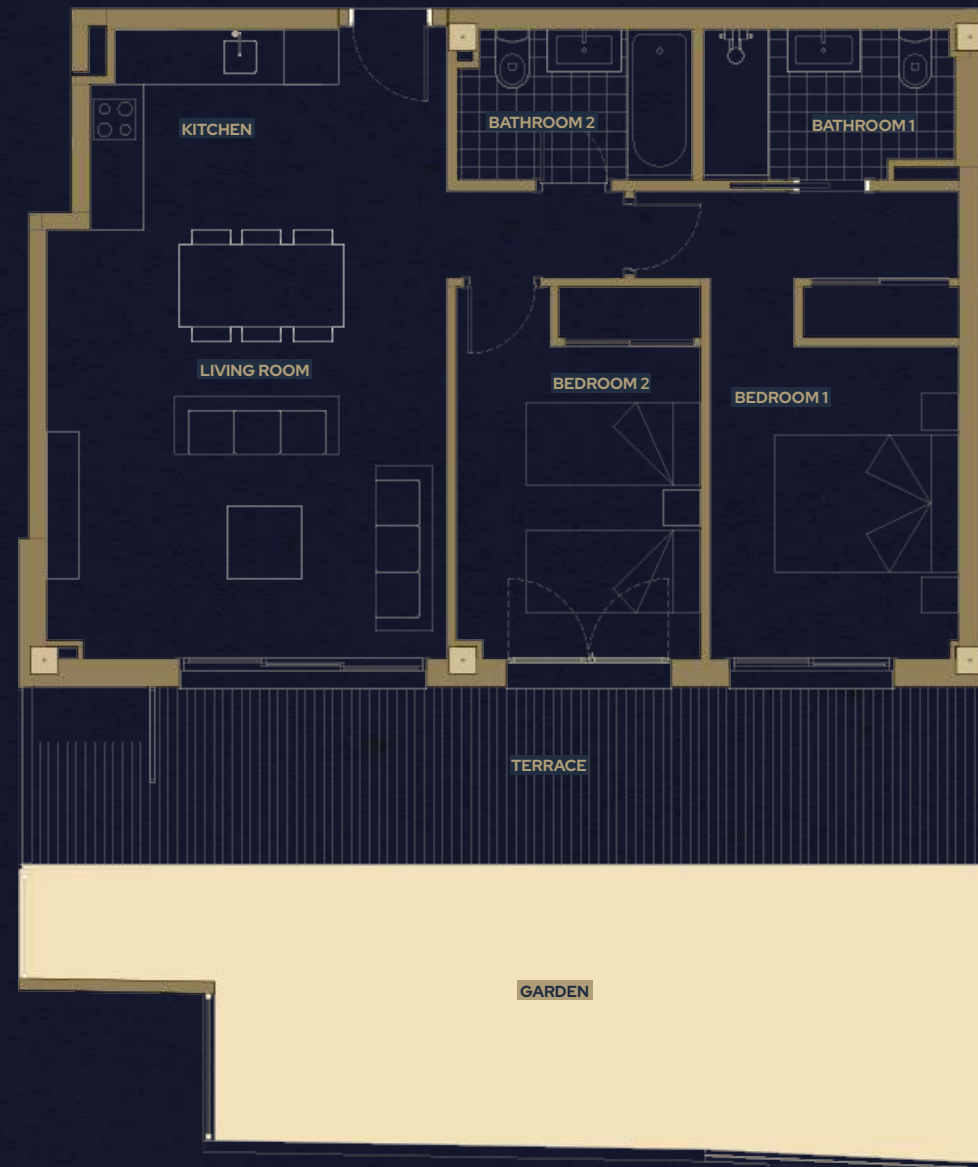 KITCHEN
BATHROOM 2
BATHROOM 1
LIVING ROOM
BEDROOM 2
BEDROOM 1
TERRACE
GARDEN